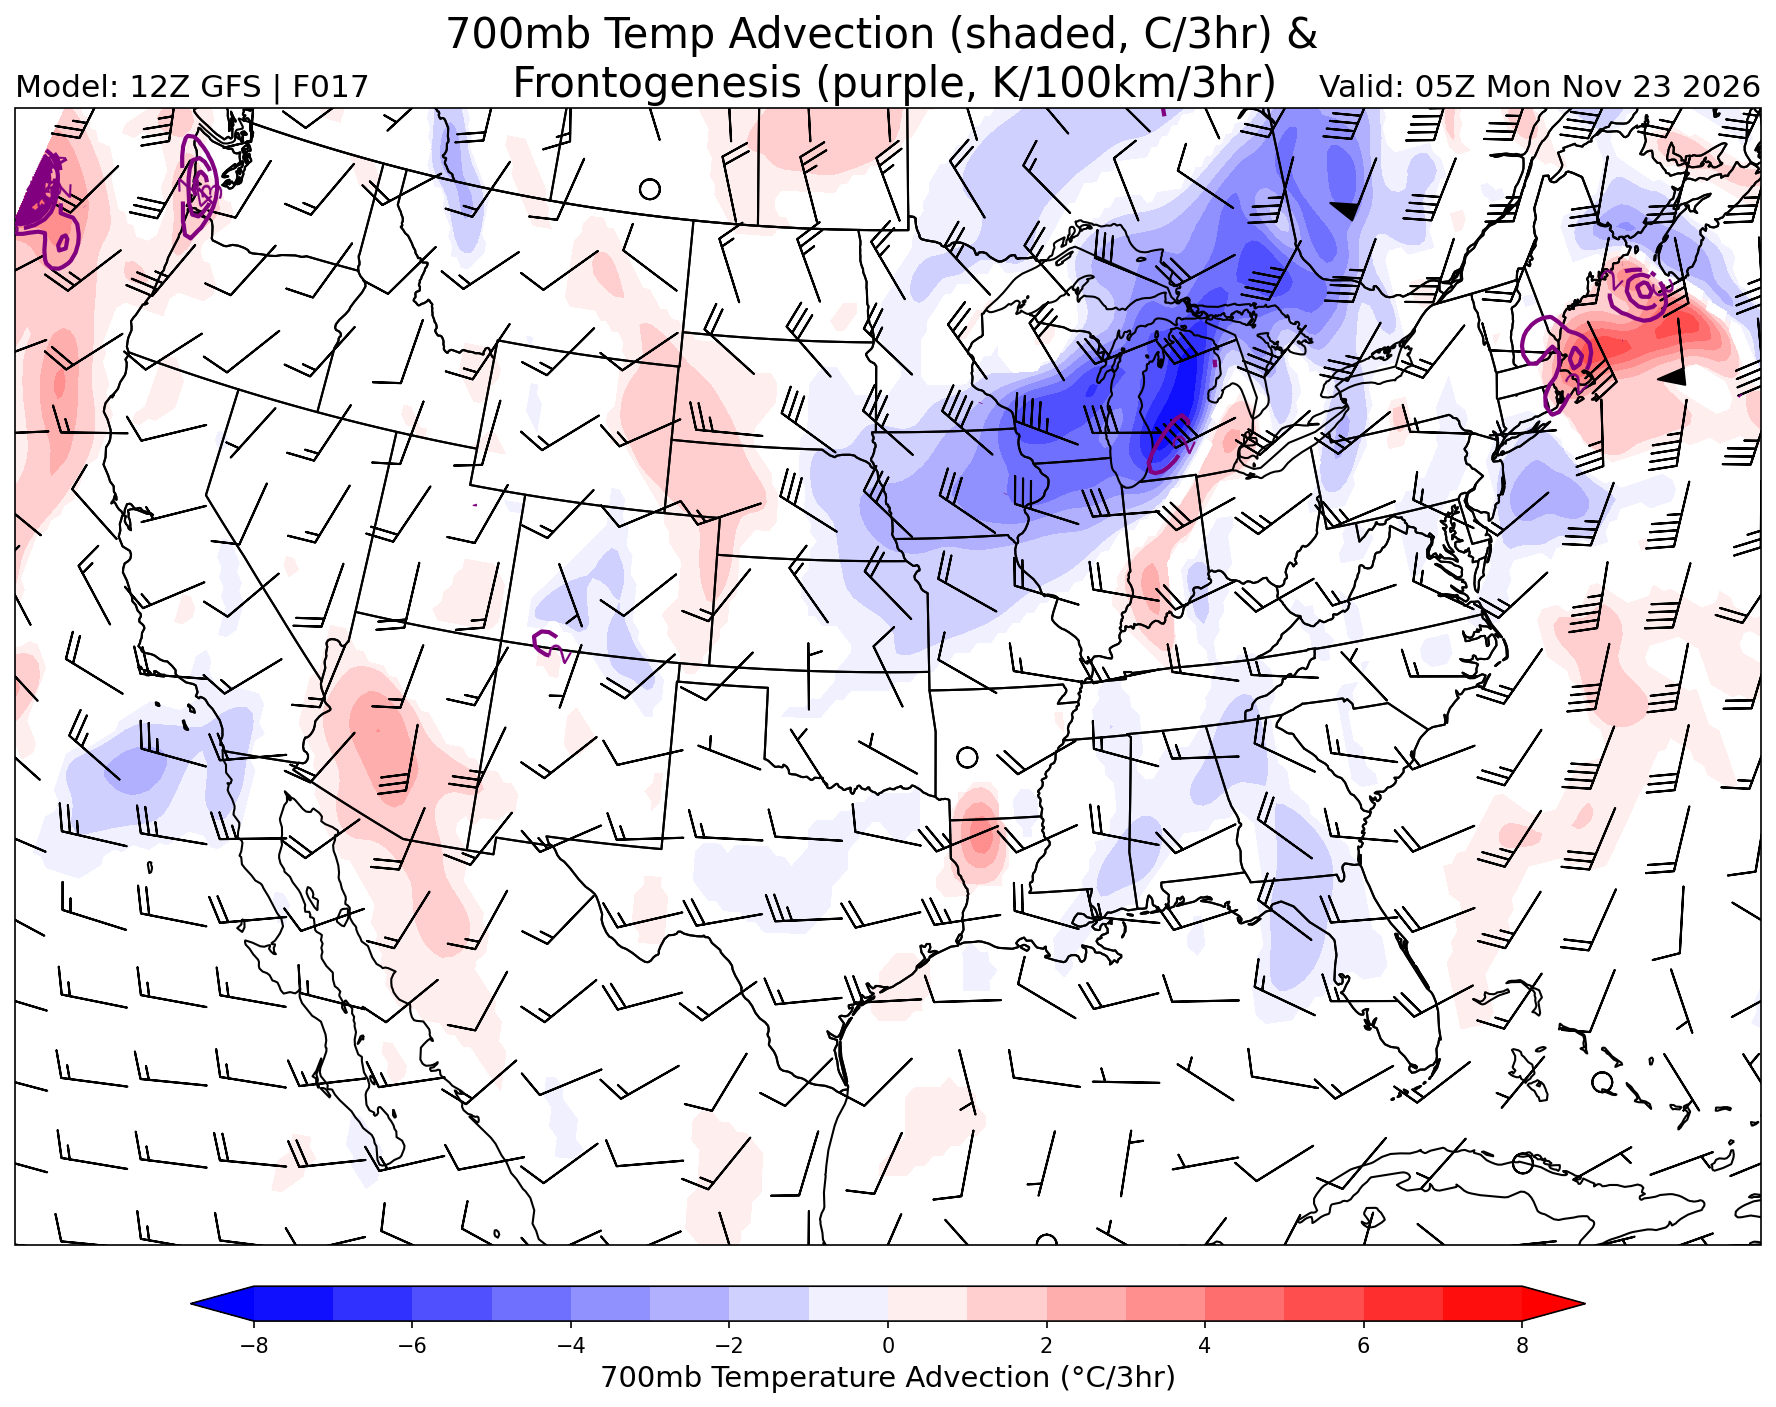 700mb Temp Advection (shaded, C/3hr) &
Frontogenesis (purple, K/100km/3hr)
Model: 12Z GFS | F017
Valid: 05Z Mon Nov 23 2026
−8 −6 −4 −2 0 2 4 6 8
700mb Temperature Advection (°C/3hr)